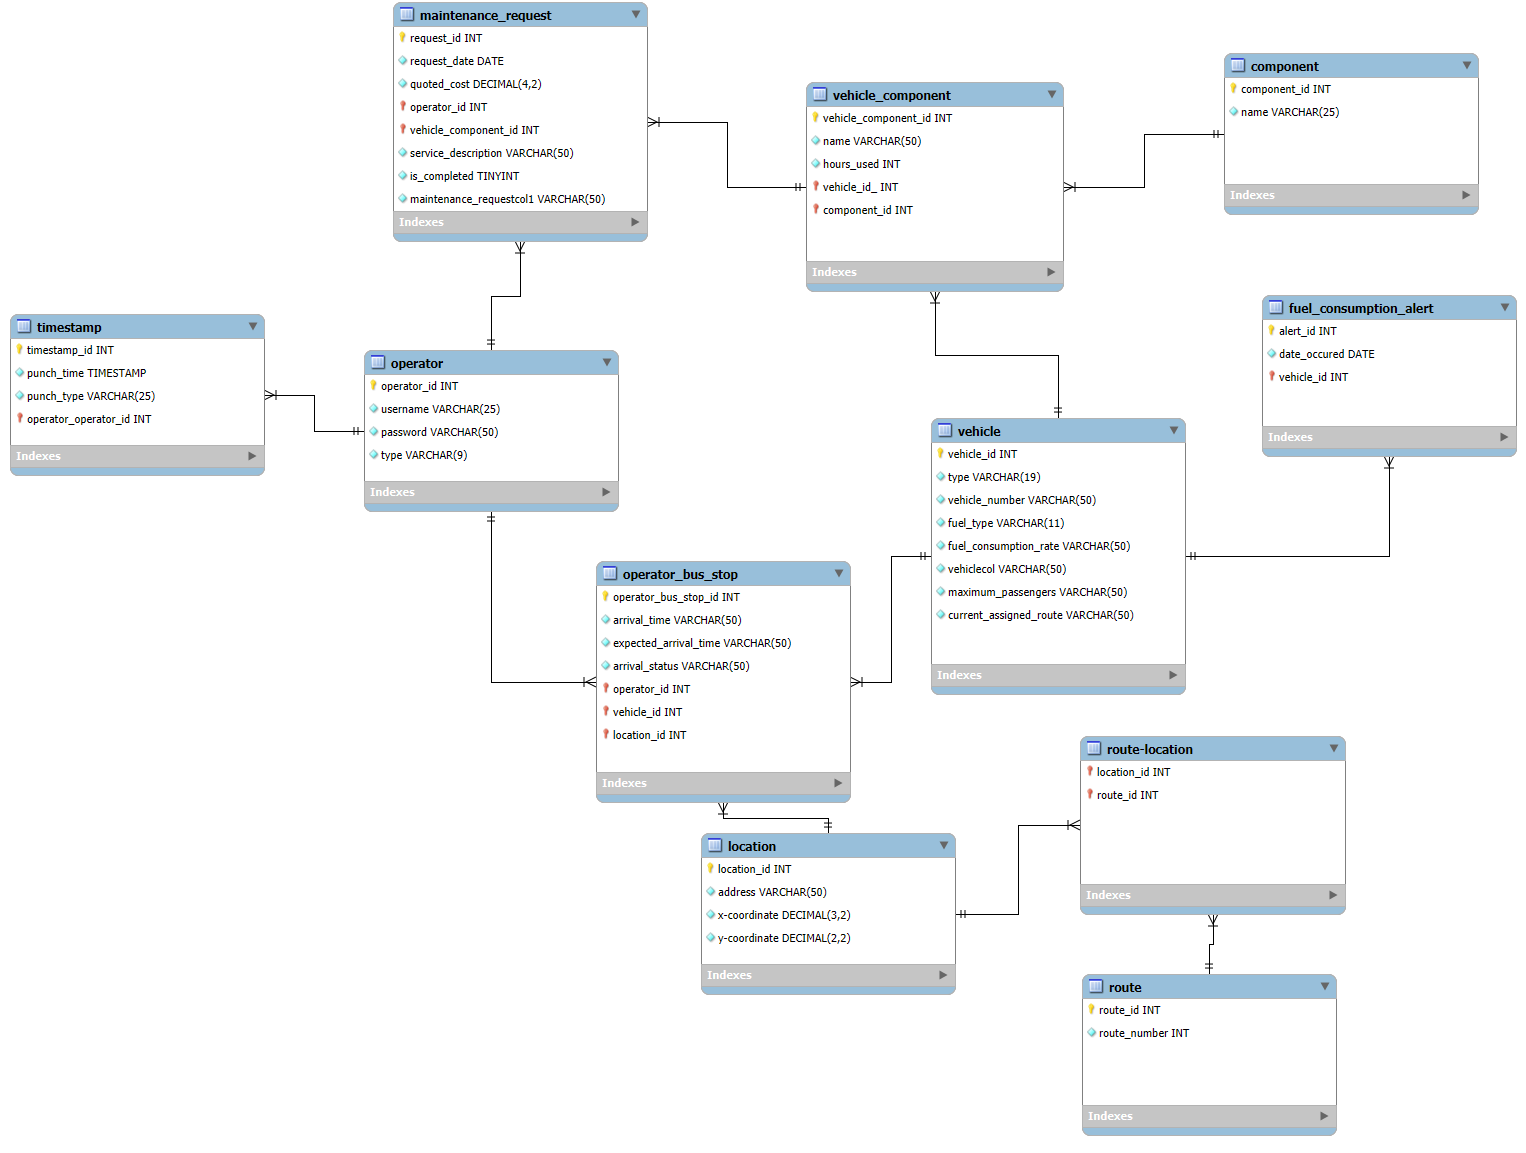 maintenance_request
request_id INT
request_date DATE
quoted_cost DECIMAL(4,2)
operator_id INT
vehicle_component_id INT
service_description VARCHAR(50)
is_completed TINYINT
maintenance_requestcol1 VARCHAR(50)
Indexes
vehicle_component
vehicle_component_id INT
name VARCHAR(50)
hours_used INT
vehicle_id_ INT
component_id INT
Indexes
component
component_id INT
name VARCHAR(25)
Indexes
timestamp
timestamp_id INT
punch_time TIMESTAMP
punch_type VARCHAR(25)
operator_operator_id INT
Indexes
operator
operator_id INT
username VARCHAR(25)
password VARCHAR(50)
type VARCHAR(9)
Indexes
fuel_consumption_alert
alert_id INT
date_occured DATE
vehicle_id INT
Indexes
vehicle
vehicle_id INT
type VARCHAR(19)
vehicle_number VARCHAR(50)
fuel_type VARCHAR(11)
fuel_consumption_rate VARCHAR(50)
vehiclecol VARCHAR(50)
maximum_passengers VARCHAR(50)
current_assigned_route VARCHAR(50)
Indexes
operator_bus_stop
operator_bus_stop_id INT
arrival_time VARCHAR(50)
expected_arrival_time VARCHAR(50)
arrival_status VARCHAR(50)
operator_id INT
vehicle_id INT
location_id INT
Indexes
location
location_id INT
address VARCHAR(50)
x-coordinate DECIMAL(3,2)
y-coordinate DECIMAL(2,2)
Indexes
route-location
location_id INT
route_id INT
Indexes
route
route_id INT
route_number INT
Indexes